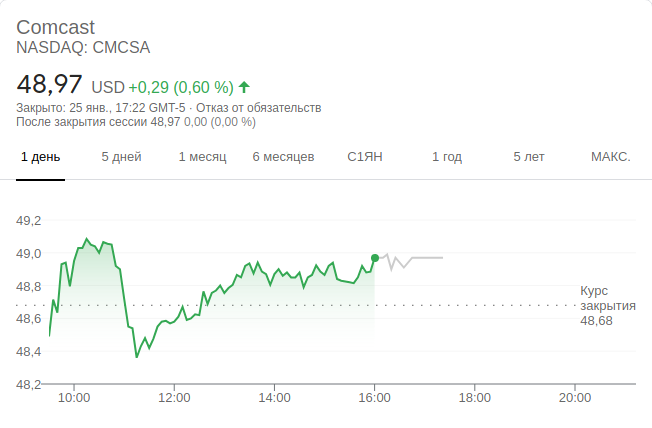 Comcast
NASDAQ: CMCSA
48,97 USD +0,29 (0,60 %)
Закрыто: 25 янв., 17:22 GMT-5 · Отказ от обязательств
После закрытия сессии 48,97 0,00 (0,00 %)
1 день 5 дней 1 месяц 6 месяцев С1ЯН 1 год 5 лет МАКС.
49,2
49,0
48,8
48,6
48,4
48,2
Курс
закрытия
48,68
10:00 12:00 14:00 16:00 18:00 20:00